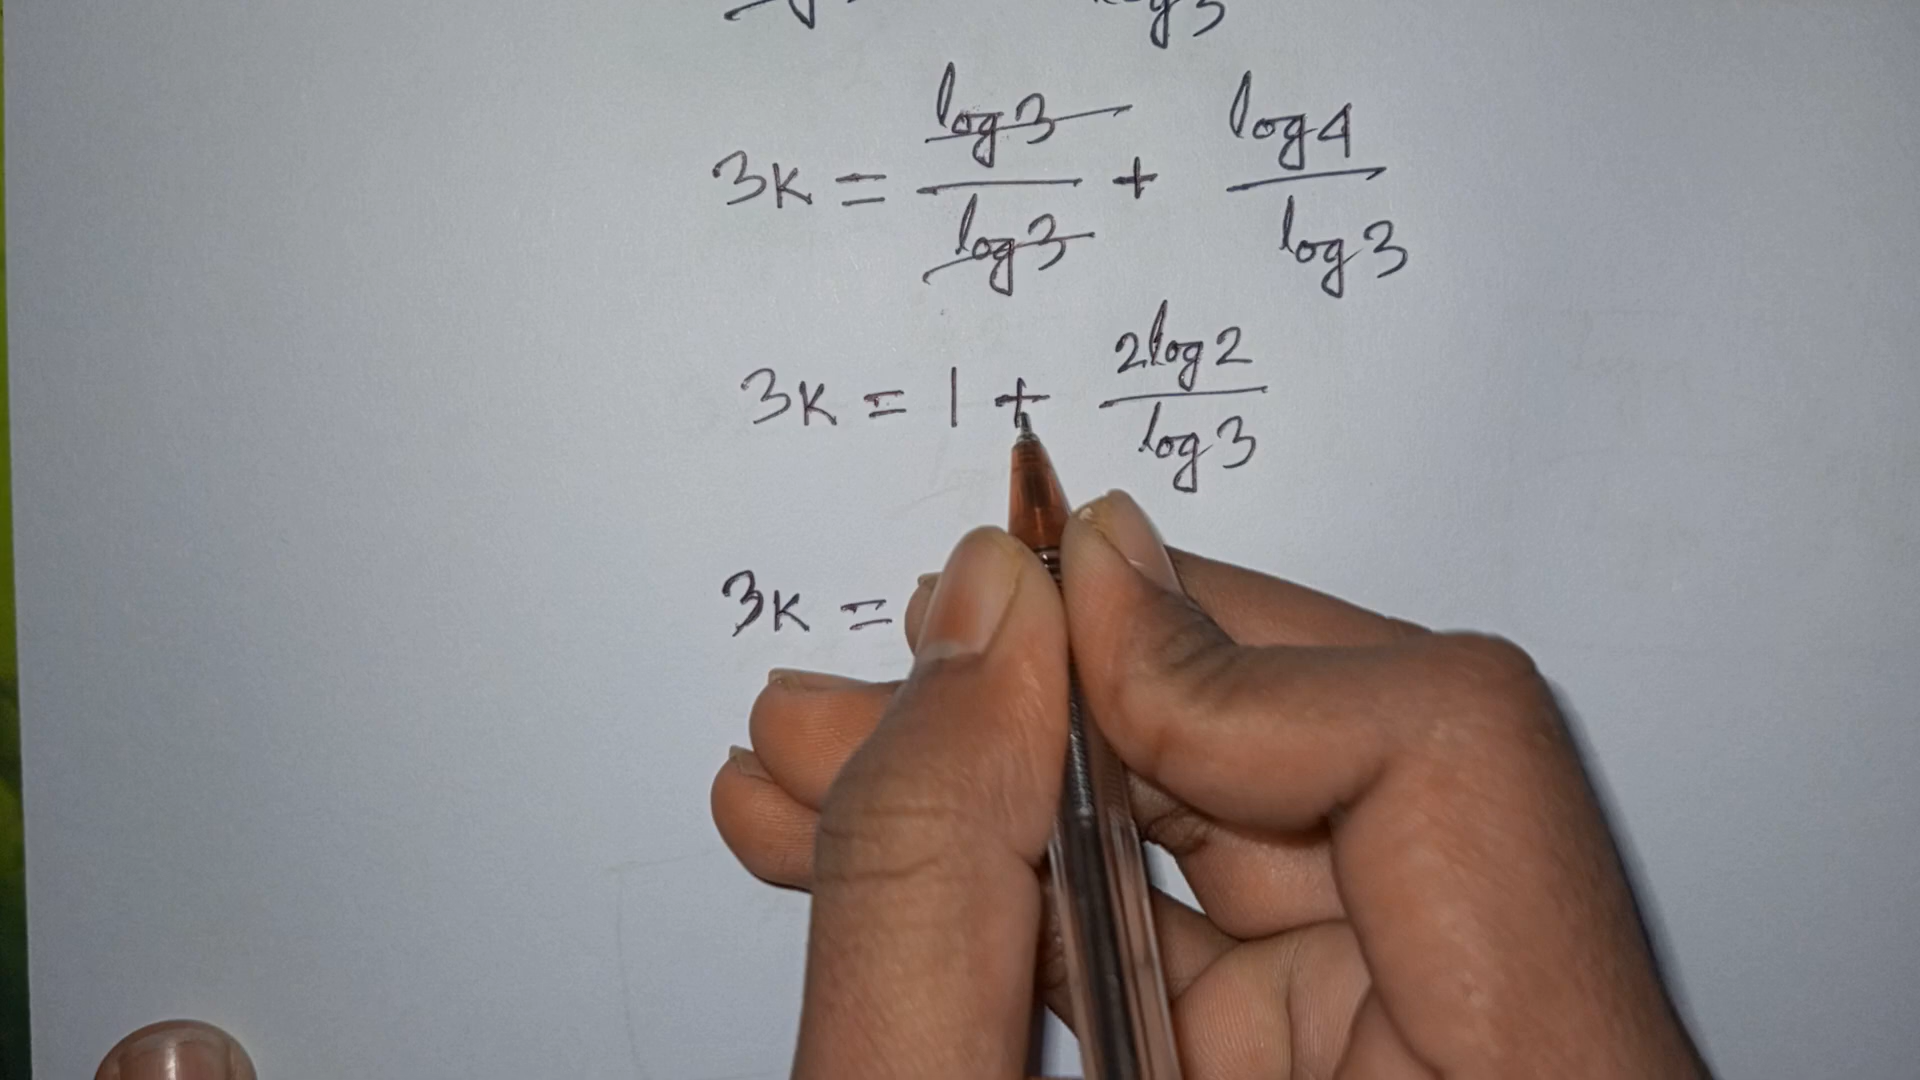 3k = log3/log3 + log4/log3
3k = 1 + 2log2/log3
3k =